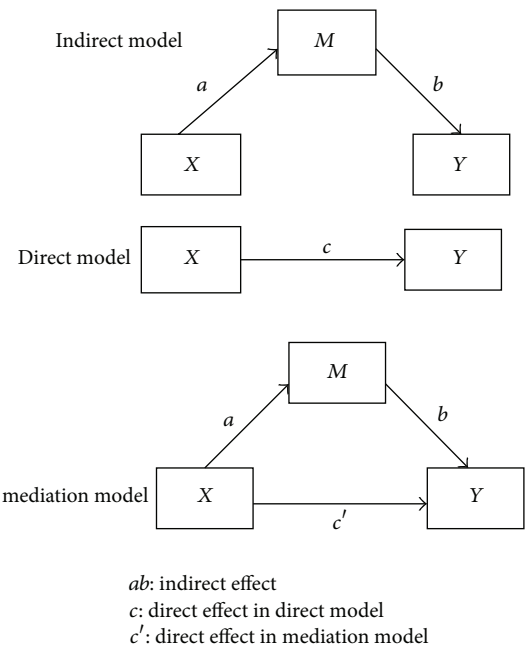 Indirect model
M
a
b
X
Y
Direct model
X
c
Y
M
a
b
mediation model
X
c′
Y
ab: indirect effect
c: direct effect in direct model
c′: direct effect in mediation model